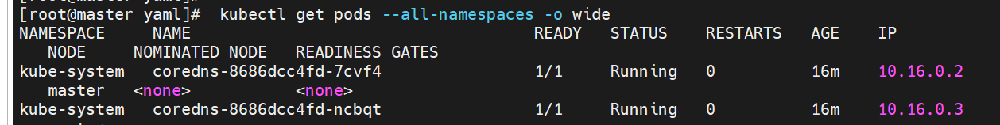 [root@master yaml]#  kubectl get pods --all-namespaces -o wide
NAMESPACE     NAME                                    READY   STATUS    RESTARTS   AGE    IP
   NODE     NOMINATED NODE   READINESS GATES
kube-system   coredns-8686dcc4fd-7cvf4                1/1     Running   0          16m    10.16.0.2
   master   <none>           <none>
kube-system   coredns-8686dcc4fd-ncbqt                1/1     Running   0          16m    10.16.0.3